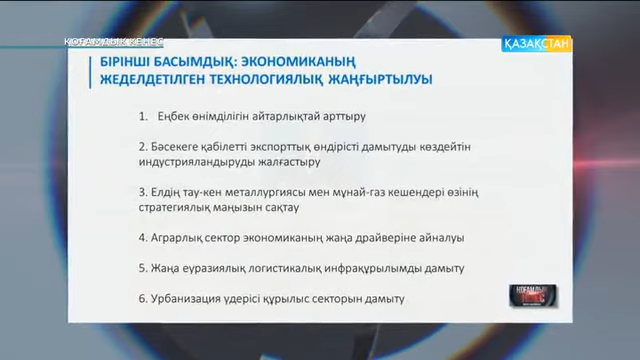 ҚОҒАМДЫҚ КЕҢЕС
ҚАЗАҚСТАН
БІРІНШІ БАСЫМДЫҚ: ЭКОНОМИКАНЫҢ
ЖЕДЕЛДЕТІЛГЕН ТЕХНОЛОГИЯЛЫҚ ЖАҢҒЫРТЫЛУЫ
1. Еңбек өнімділігін айтарлықтай арттыру
2. Бәсекеге қабілетті экспорттық өндірісті дамытуды көздейтін
индустрияландыруды жалғастыру
3. Елдің тау-кен металлургиясы мен мұнай-газ кешендері өзінің
стратегиялық маңызын сақтау
4. Аграрлық сектор экономиканың жаңа драйверіне айналуы
5. Жаңа еуразиялық логистикалық инфрақұрылымды дамыту
6. Урбанизация үдерісі құрылыс секторын дамыту
ҚОҒАМДЫҚ
КЕҢЕС